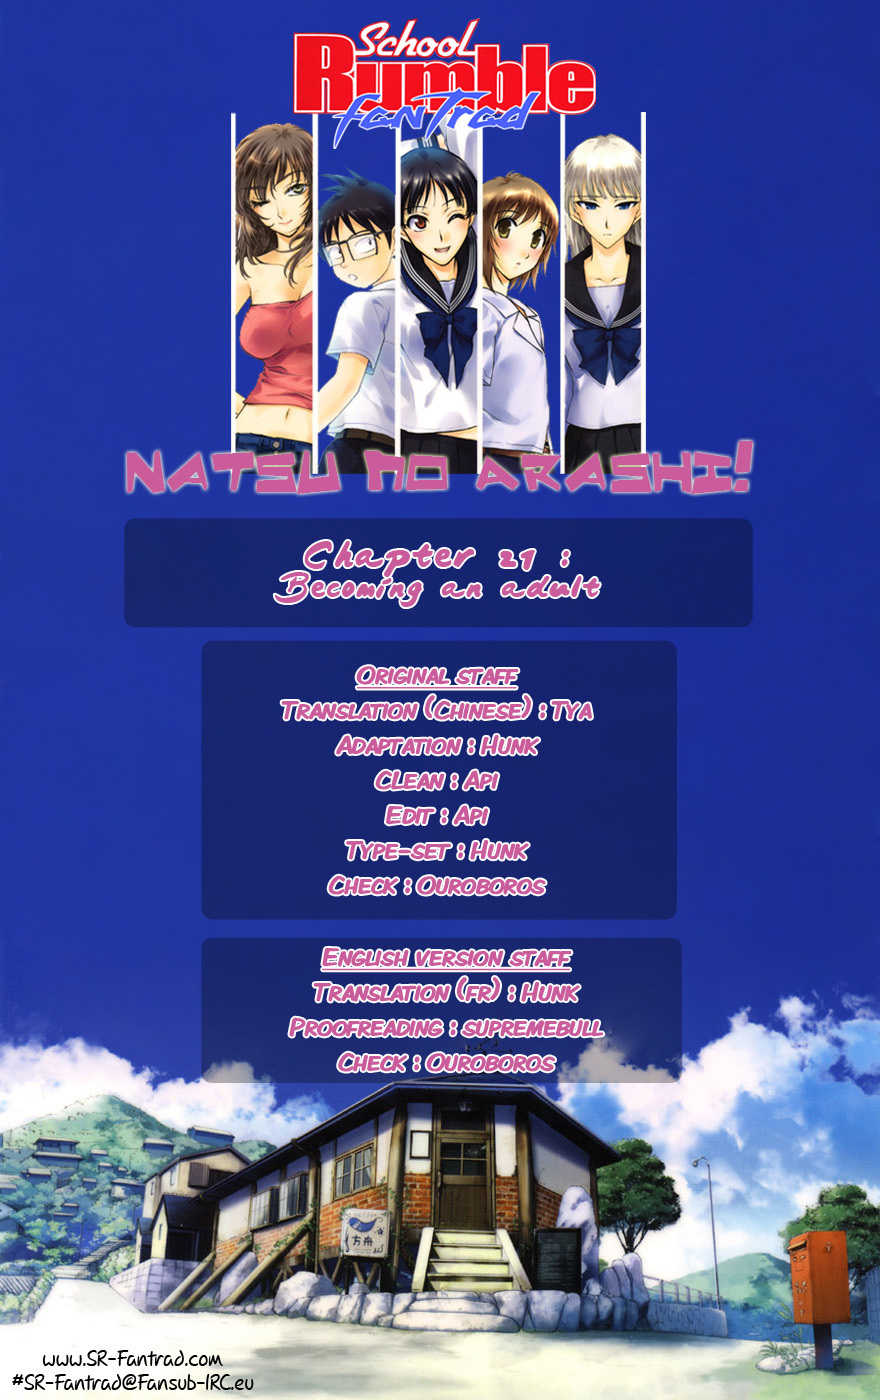 School
Rumble
fanTrad
Natsu no Arashi!
Chapter 21 :
Becoming an adult
Original staff
Translation (Chinese) : Tya
Adaptation : Hunk
Clean : Api
Edit : Api
Type-set : Hunk
Check : Ouroboros
English version staff
Translation (fr) : Hunk
Proofreading : supremebull
Check : Ouroboros
方舟
www.SR-Fantrad.com
#SR-Fantrad@Fansub-IRC.eu